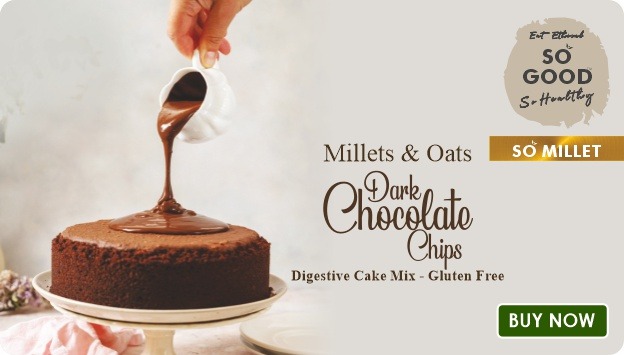 Eat Ethical
SO
GOOD
So Healthy
SO MILLET
Millets & Oats
Dark
Chocolate
Chips
Digestive Cake Mix - Gluten Free
BUY NOW